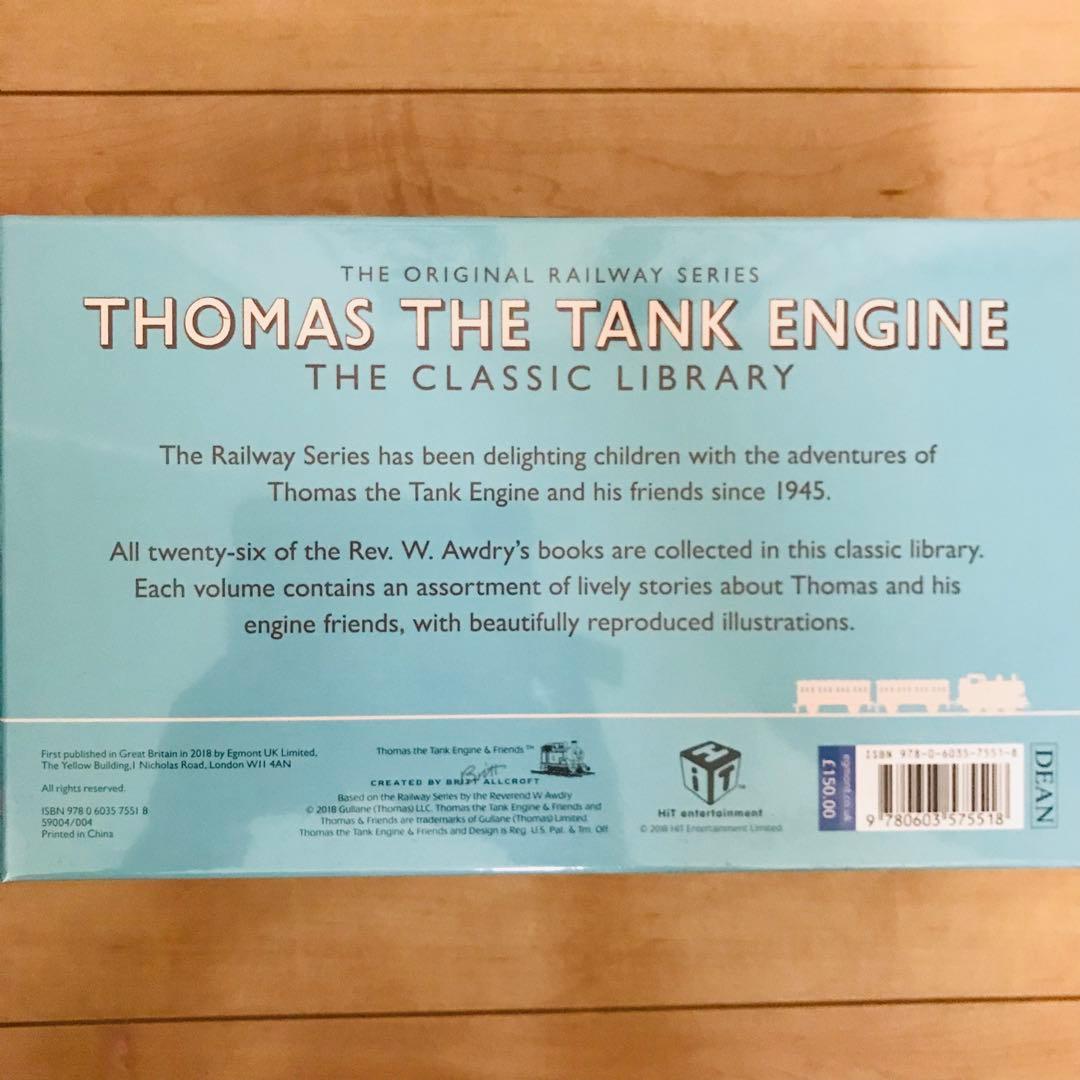 THE ORIGINAL RAILWAY SERIES
THOMAS THE TANK ENGINE
THE CLASSIC LIBRARY
The Railway Series has been delighting children with the adventures of
Thomas the Tank Engine and his friends since 1945.
All twenty-six of the Rev. W. Awdry's books are collected in this classic library.
Each volume contains an assortment of lively stories about Thomas and his
engine friends, with beautifully reproduced illustrations.
First published in Great Britain in 2018 by Egmont UK Limited,
The Yellow Building, 1 Nicholas Road, London W11 4AN
All rights reserved.
ISBN 978 0 6035 7551 8
59004/004
Printed in China
Thomas the Tank Engine & Friends™
CREATED BY BRITT ALLCROFT
Britt
Based on the Railway Series by the Reverend W Awdry
© 2018 Gullane (Thomas) LLC. Thomas the Tank Engine & Friends and
Thomas & Friends are trademarks of Gullane (Thomas) Limited.
Thomas the Tank Engine & Friends and Design is Reg. U.S. Pat. & Tm. Off.
HiT
HiT entertainment
© 2018 HIT Entertainment Limited.
egmont.co.uk
£150.00
ISBN 978-0-6035-7551-8
9 780603 575518
DEAN